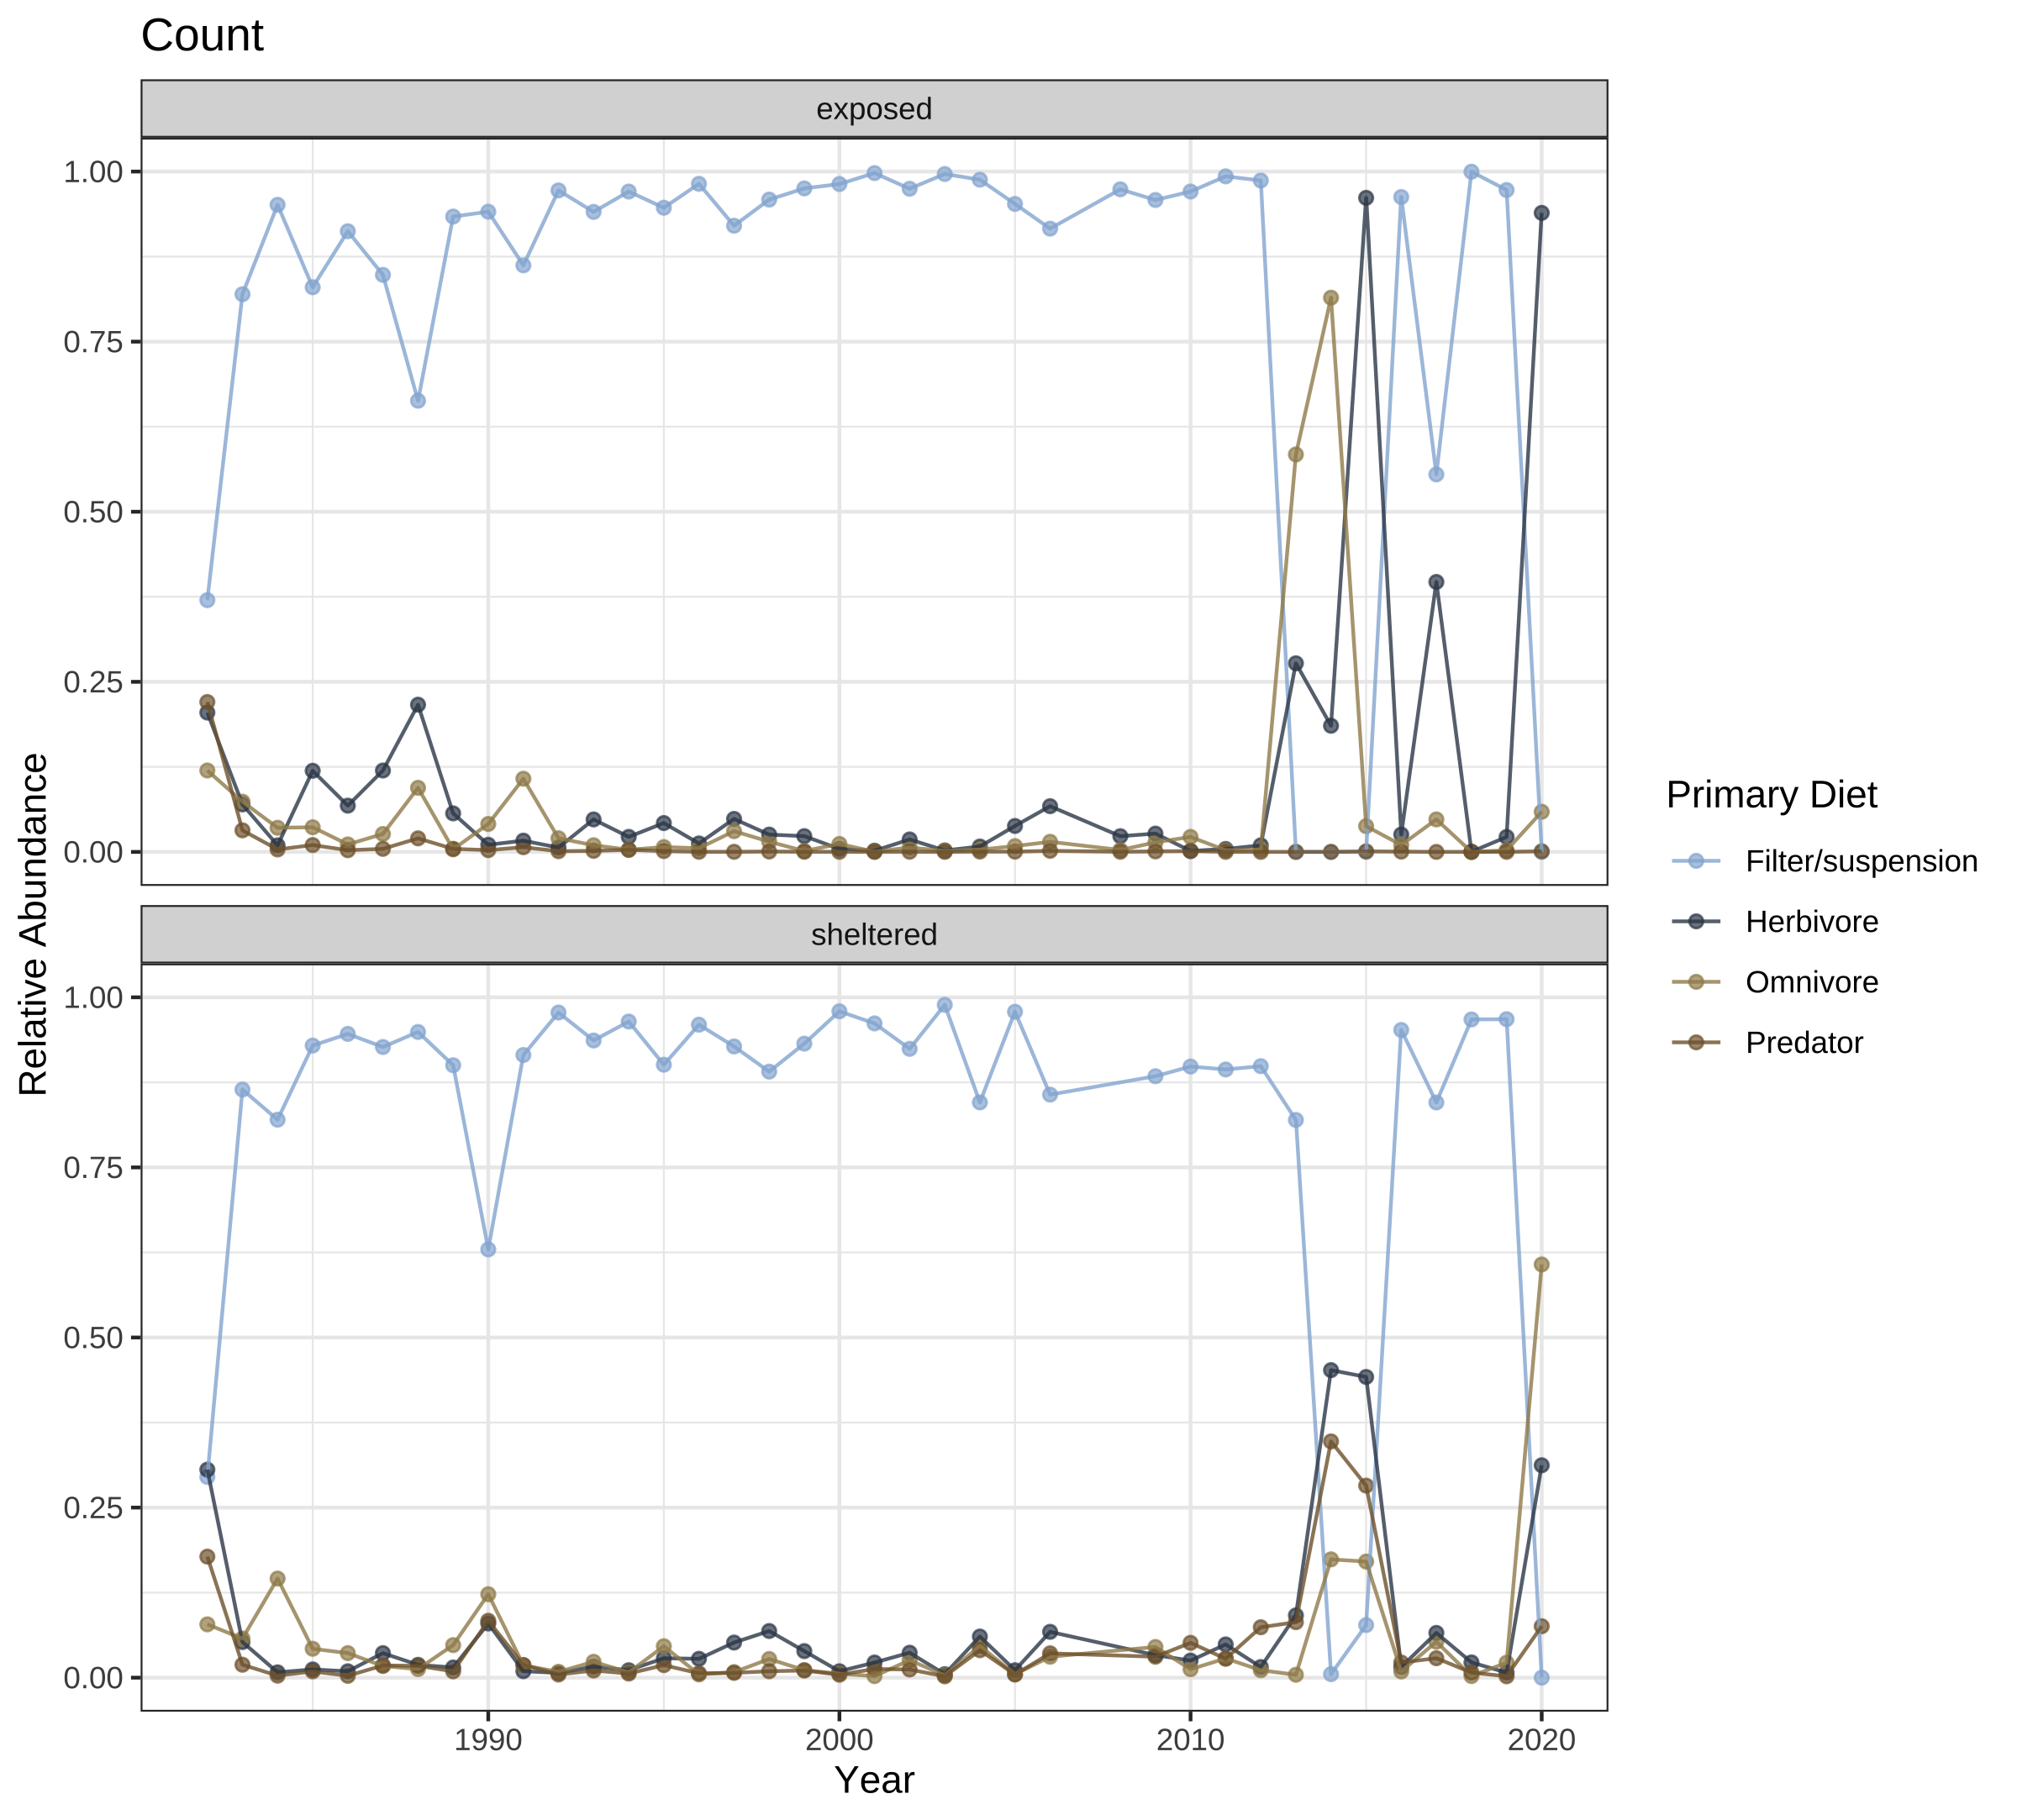 Count
exposed
1.00
0.75
0.50
0.25
0.00
sheltered
1.00
0.75
0.50
0.25
0.00
1990 2000 2010 2020
Year
Relative Abundance
Primary Diet
Filter/suspension
Herbivore
Omnivore
Predator